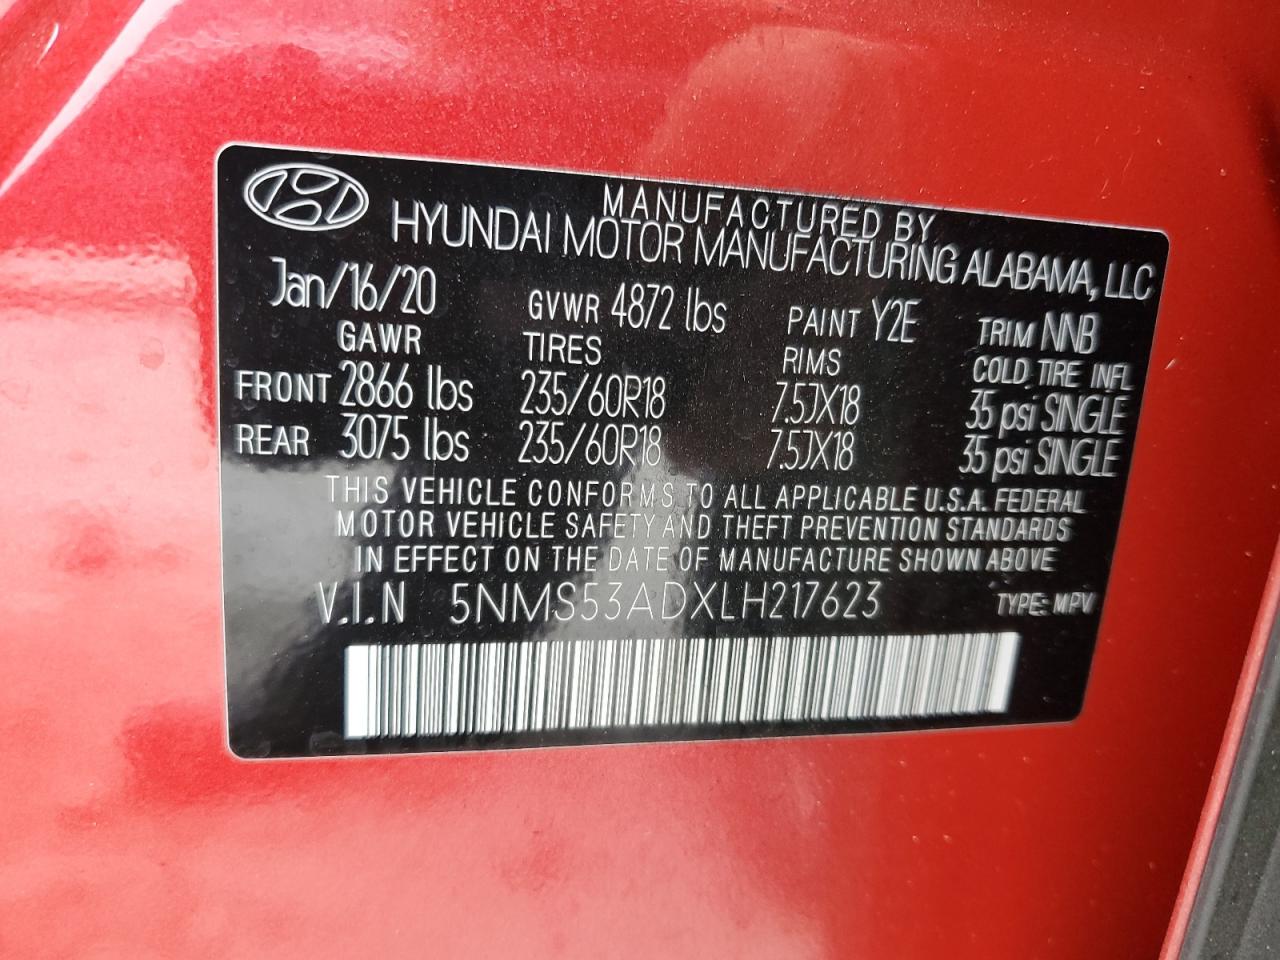 MANUFACTURED BY
HYUNDAI MOTOR MANUFACTURING ALABAMA, LLC
Jan/16/20 GVWR 4872 lbs PAINT Y2E TRIM NNB
GAWR TIRES RIMS COLD TIRE INFL
FRONT 2866 lbs 235/60R18 7.5JX18 35 psi SINGLE
REAR 3075 lbs 235/60R18 7.5JX18 35 psi SINGLE
THIS VEHICLE CONFORMS TO ALL APPLICABLE U.S.A. FEDERAL
MOTOR VEHICLE SAFETY AND THEFT PREVENTION STANDARDS
IN EFFECT ON THE DATE OF MANUFACTURE SHOWN ABOVE
V.I.N 5NMS53ADXLH217623 TYPE: MPV